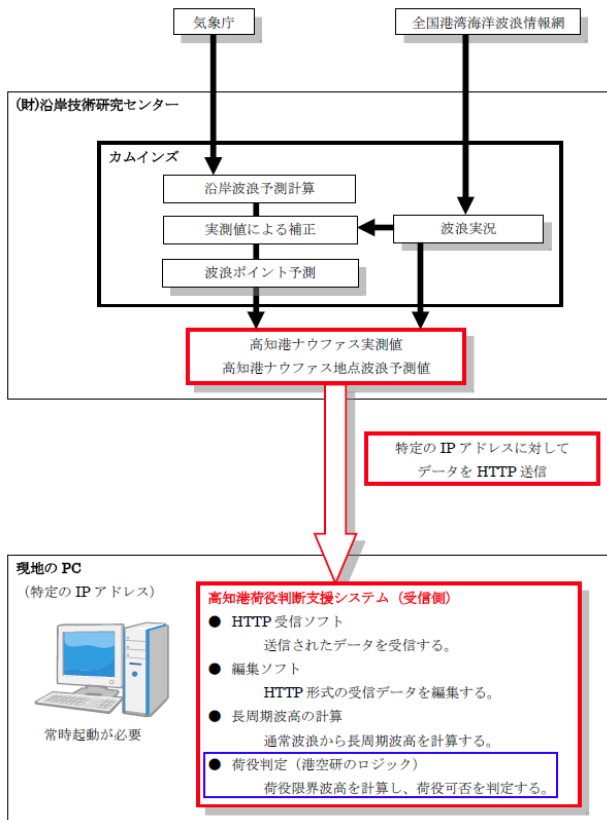 気象庁
全国港湾海洋波浪情報網
(財)沿岸技術研究センター
カムインズ
沿岸波浪予測計算
実測値による補正
波浪実況
波浪ポイント予測
高知港ナウファス実測値
高知港ナウファス地点波浪予測値
特定の IP アドレスに対して
データを HTTP 送信
現地の PC
（特定の IP アドレス）
常時起動が必要
高知港荷役判断支援システム（受信側）
● HTTP 受信ソフト
送信されたデータを受信する。
● 編集ソフト
HTTP 形式の受信データを編集する。
● 長周期波高の計算
通常波浪から長周期波高を計算する。
● 荷役判定（港空研のロジック）
荷役限界波高を計算し、荷役可否を判定する。